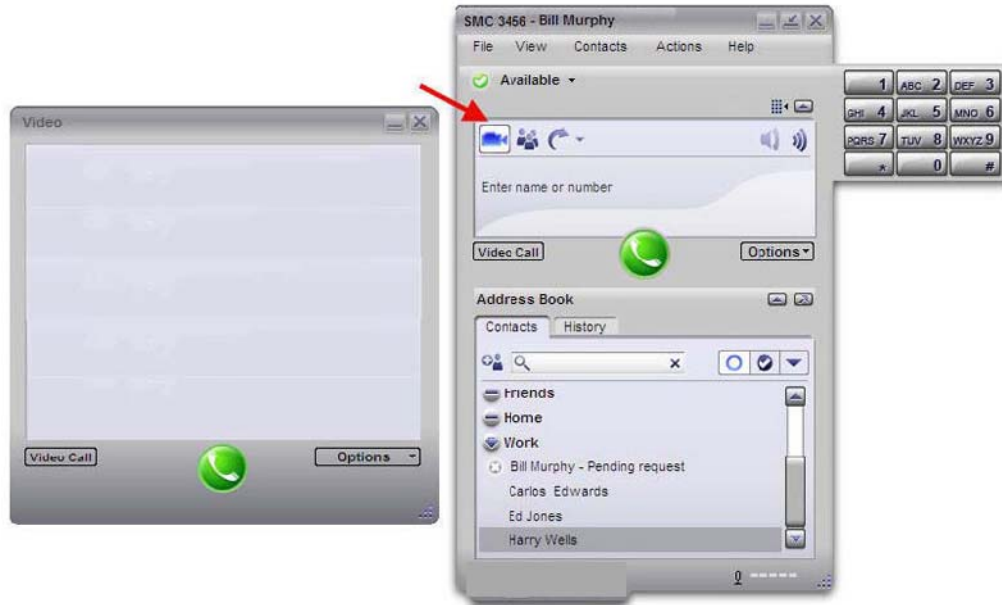 SMC 3456 - Bill Murphy
File View Contacts Actions Help
Available
1 ABC 2 DEF 3
GHI 4 JKL 5 MNO 6
PQRS 7 TUV 8 WXYZ 9
* 0 #
Enter name or number
Video Call Options
Video
Video Call Options
Address Book
Contacts History
Friends
Home
Work
Bill Murphy - Pending request
Carlos Edwards
Ed Jones
Harry Wells